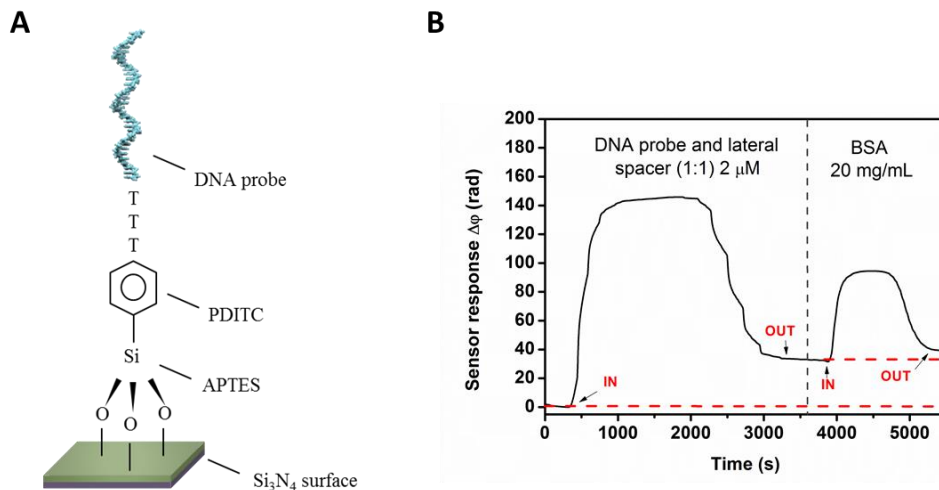 A
DNA probe
T
T
T
PDITC
Si
APTES
O
O
O
Si₃N₄ surface
B
200
180
160
140
120
100
80
60
40
20
0
Sensor response Δφ (rad)
DNA probe and lateral
spacer (1:1) 2 μM
BSA
20 mg/mL
IN
OUT
IN
OUT
0
1000
2000
3000
4000
5000
Time (s)